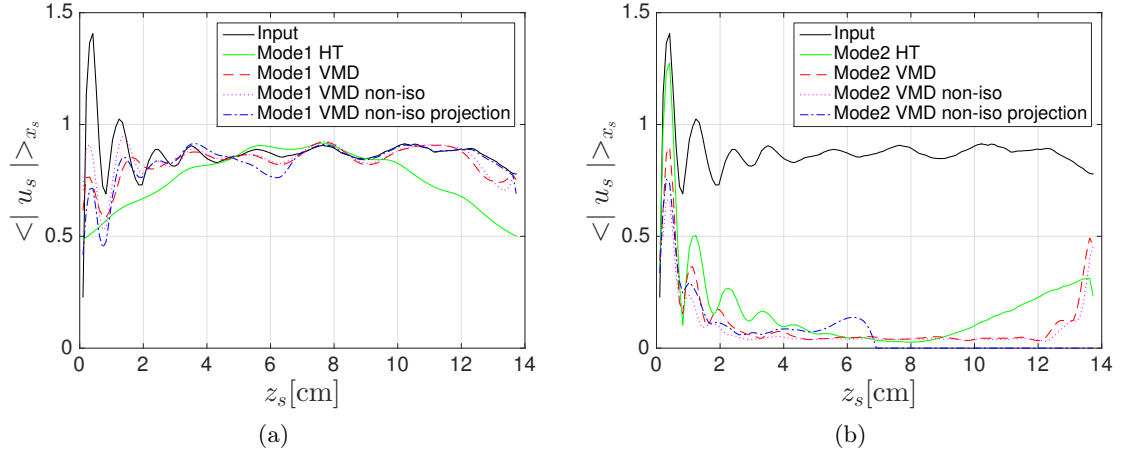 1.5
1
0.5
0
<| u_s |>_{x_s}
Input
Mode1 HT
Mode1 VMD
Mode1 VMD non-iso
Mode1 VMD non-iso projection
0 2 4 6 8 10 12 14
z_s[cm]
(a)
1.5
1
0.5
0
<| u_s |>_{x_s}
Input
Mode2 HT
Mode2 VMD
Mode2 VMD non-iso
Mode2 VMD non-iso projection
0 2 4 6 8 10 12 14
z_s[cm]
(b)